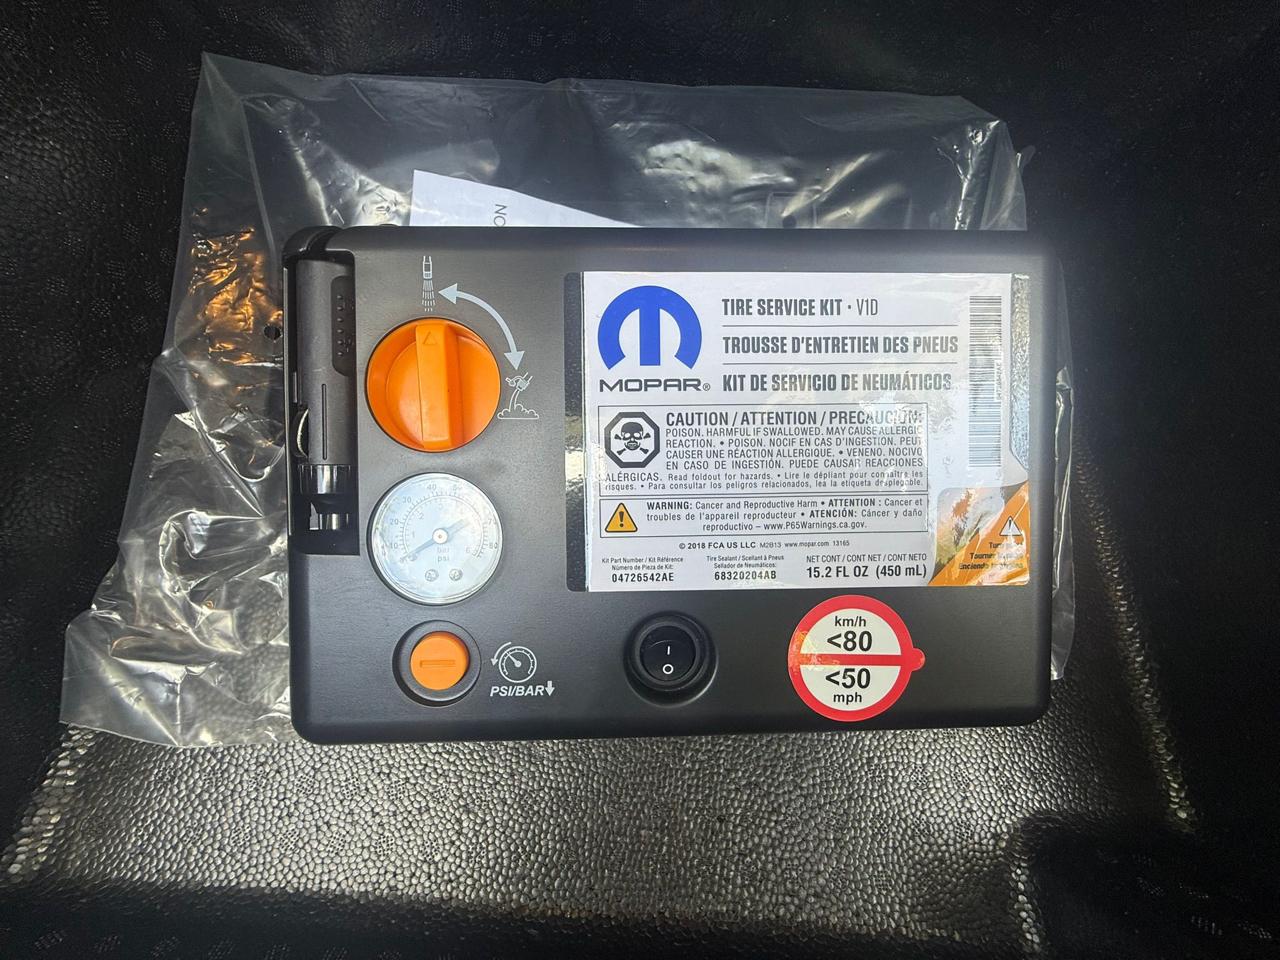 NO
TIRE SERVICE KIT • V1D
TROUSSE D'ENTRETIEN DES PNEUS
MOPAR® KIT DE SERVICIO DE NEUMÁTICOS
CAUTION / ATTENTION / PRECAUCIÓN:
POISON. HARMFUL IF SWALLOWED. MAY CAUSE ALLERGIC
REACTION. • POISON. NOCIF EN CAS D'INGESTION. PEUT
CAUSER UNE RÉACTION ALLERGIQUE. • VENENO. NOCIVO
EN CASO DE INGESTIÓN. PUEDE CAUSAR REACCIONES
ALÉRGICAS. Read foldout for hazards. • Lire le dépliant pour connaître les
risques. • Para consultar los peligros relacionados, lea la etiqueta desplegable.
WARNING: Cancer and Reproductive Harm • ATTENTION : Cancer et
troubles de l'appareil reproducteur • ATENCIÓN: Cáncer y daño
reproductivo – www.P65Warnings.ca.gov.
© 2018 FCA US LLC M2B13 www.mopar.com 13165
Kit Part Number / Kit Référence
Número de Pieza de Kit:
04726542AE
Tire Sealant / Scellant à Pneus
Sellador de Neumáticos:
68320204AB
NET CONT / CONT NET / CONT NETO
15.2 FL OZ (450 mL)
bar
psi
PSI/BAR
I
O
km/h
<80
<50
mph